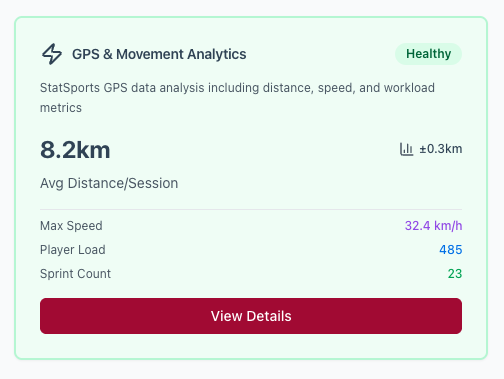 GPS & Movement Analytics
Healthy
StatSports GPS data analysis including distance, speed, and workload
metrics
8.2km
±0.3km
Avg Distance/Session
Max Speed 32.4 km/h
Player Load 485
Sprint Count 23
View Details